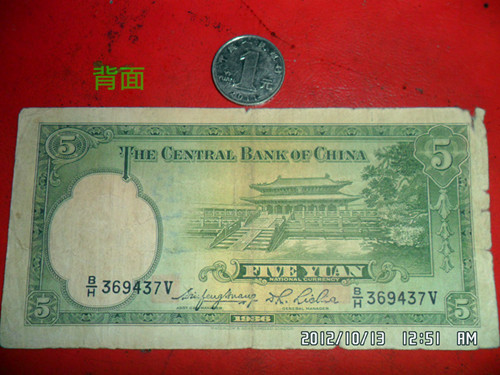 背面
1
5
5
THE CENTRAL BANK OF CHINA
FIVE YUAN
NATIONAL CURRENCY
B/H 369437V
B/H 369437V
5
5
1936
2012/10/13 12:51 AM